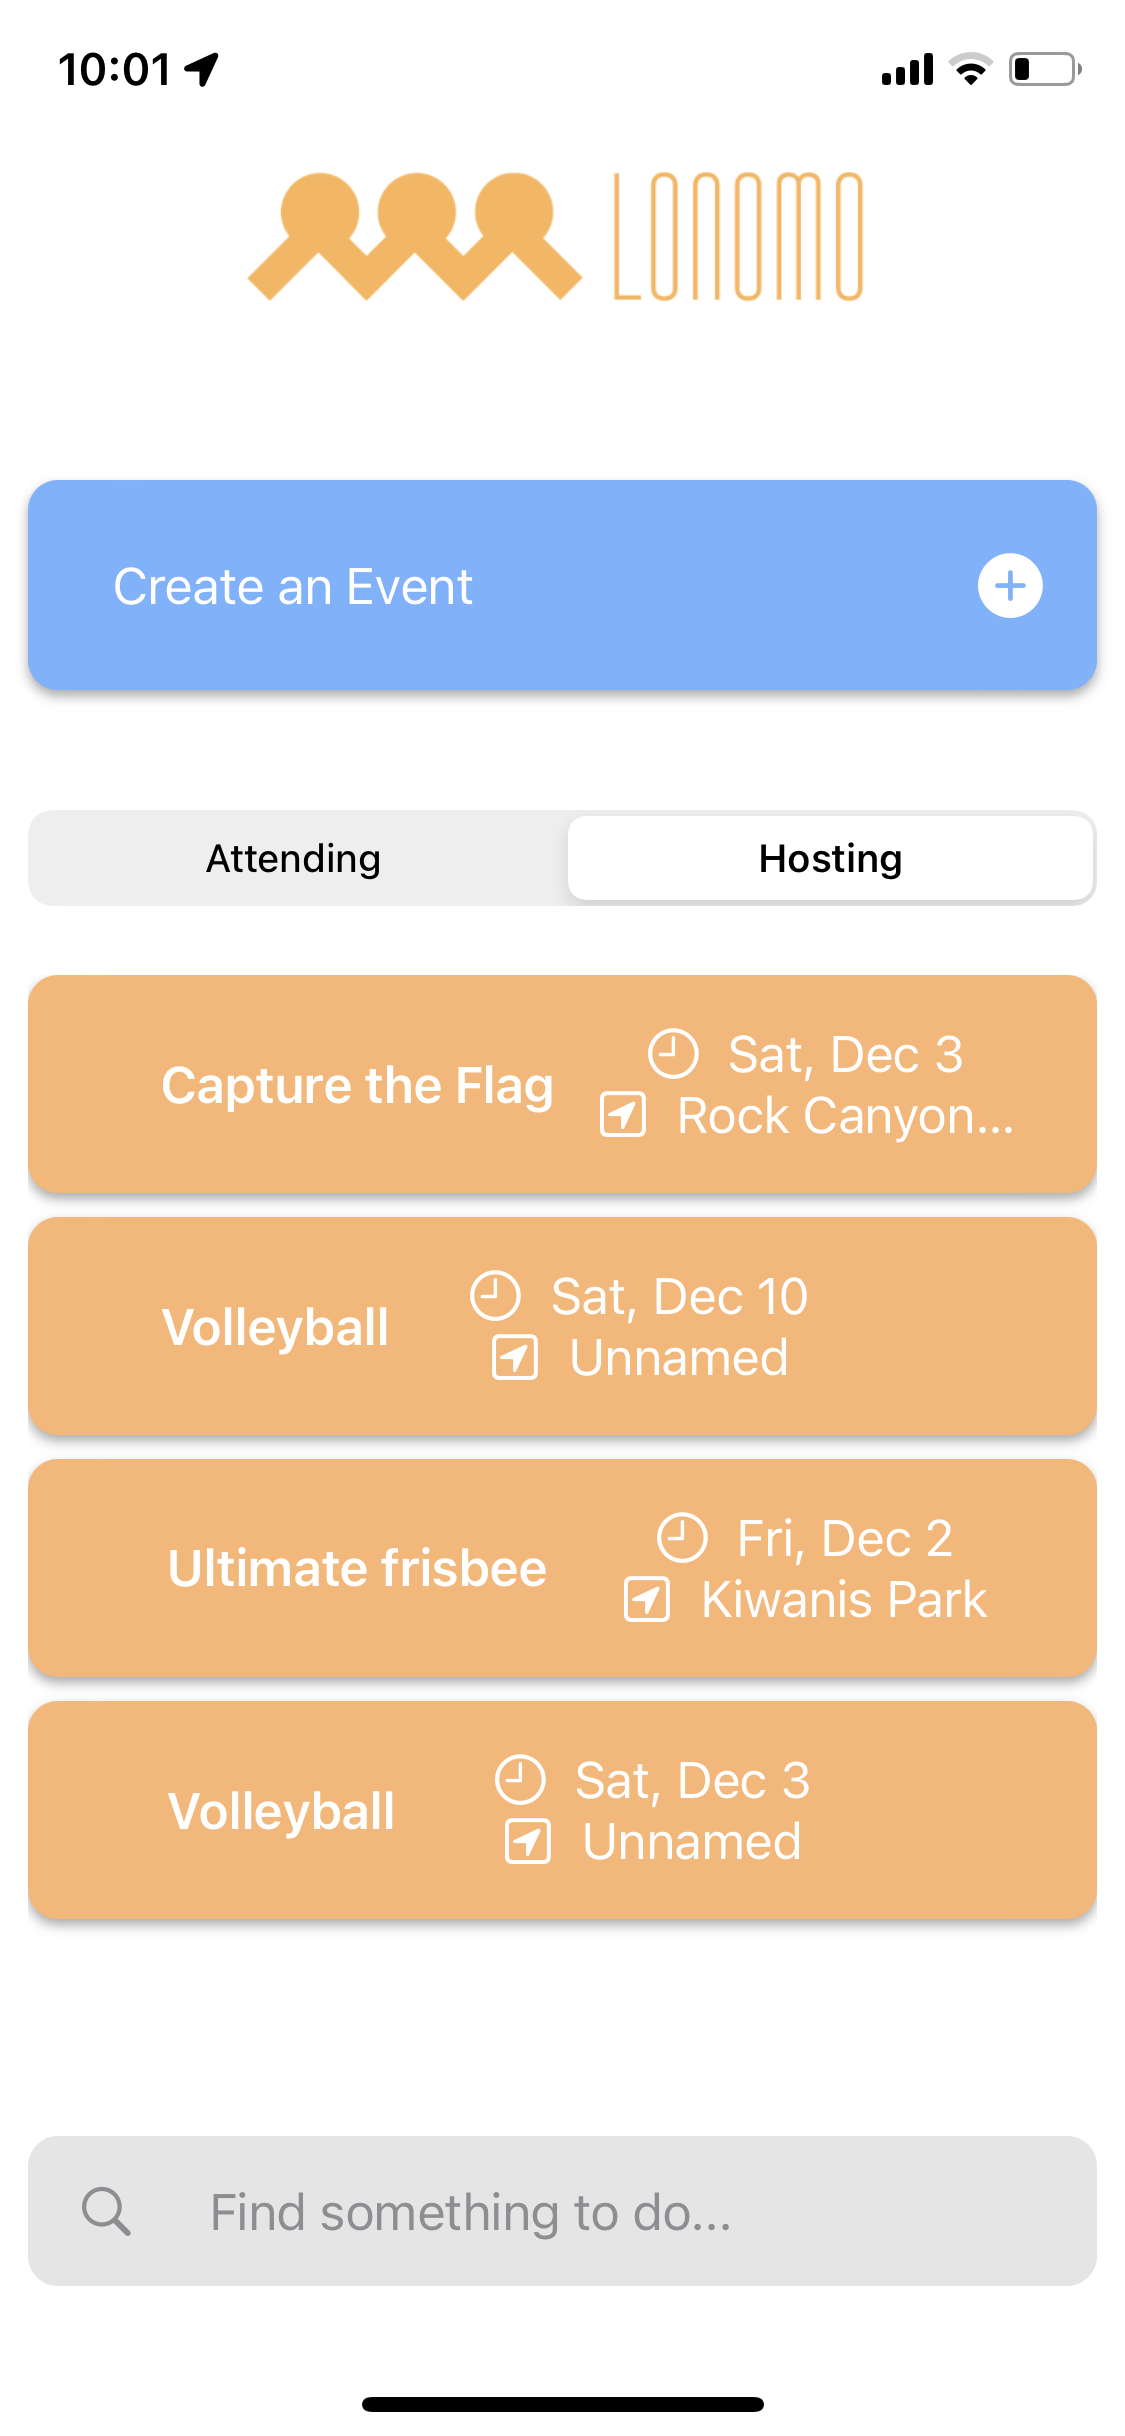 10:01
LONOMO
Create an Event
Attending
Hosting
Capture the Flag
Sat, Dec 3
Rock Canyon...
Volleyball
Sat, Dec 10
Unnamed
Ultimate frisbee
Fri, Dec 2
Kiwanis Park
Volleyball
Sat, Dec 3
Unnamed
Find something to do...